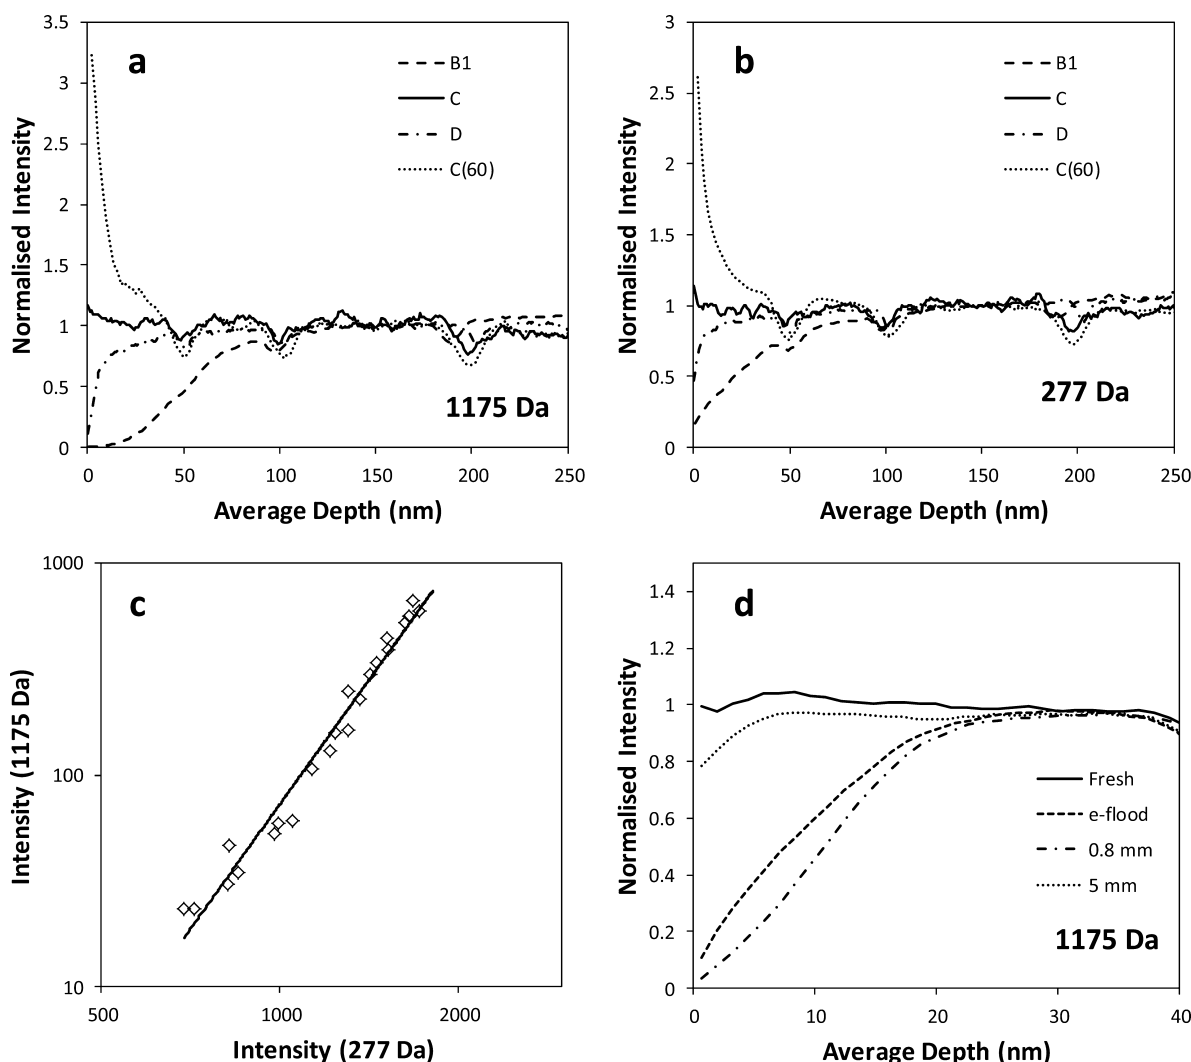 a
3.5
3
2.5
2
1.5
1
0.5
0
Normalised Intensity
B1
C
D
C(60)
1175 Da
0 50 100 150 200 250
Average Depth (nm)
b
3
2.5
2
1.5
1
0.5
0
Normalised Intensity
B1
C
D
C(60)
277 Da
0 50 100 150 200 250
Average Depth (nm)
c
1000
100
10
Intensity (1175 Da)
500 1000 2000
Intensity (277 Da)
d
1.4
1.2
1
0.8
0.6
0.4
0.2
0
Normalised Intensity
Fresh
e-flood
0.8 mm
5 mm
1175 Da
0 10 20 30 40
Average Depth (nm)